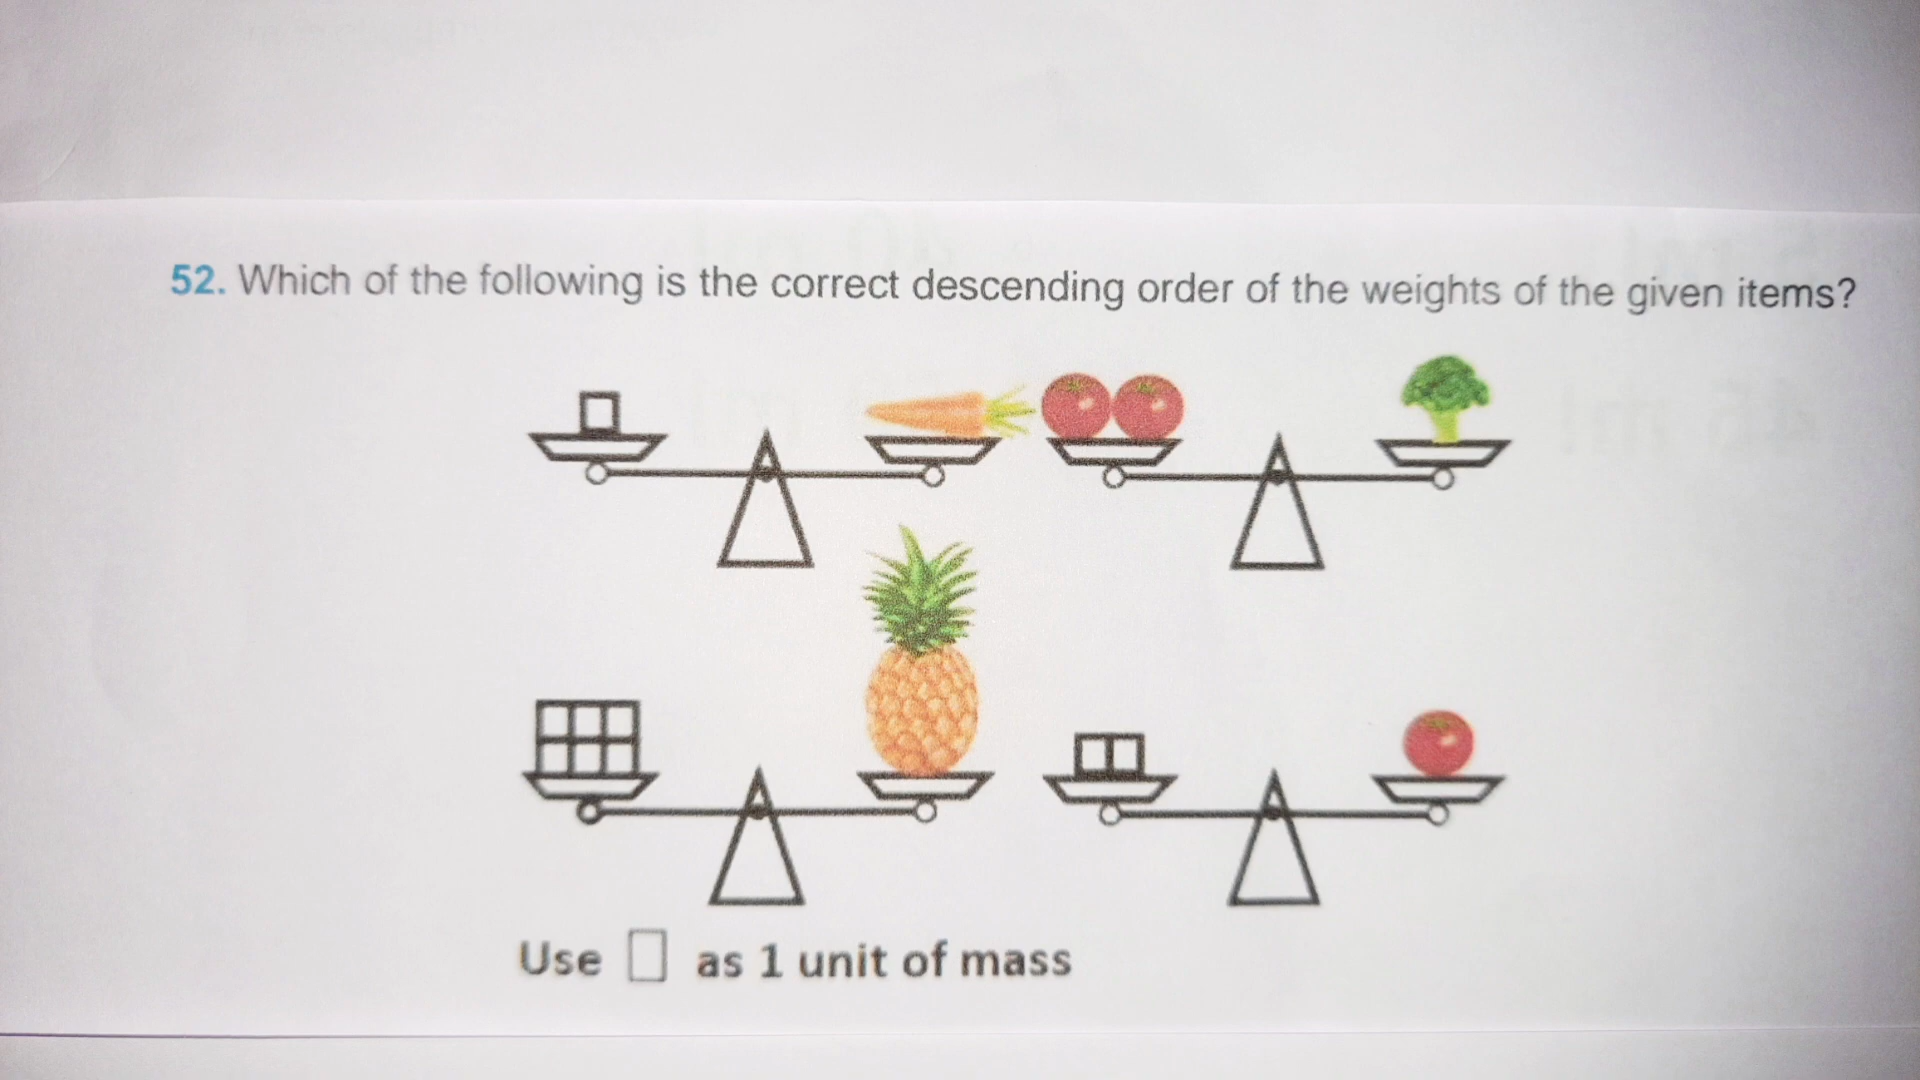 52. Which of the following is the correct descending order of the weights of the given items?
Use □ as 1 unit of mass